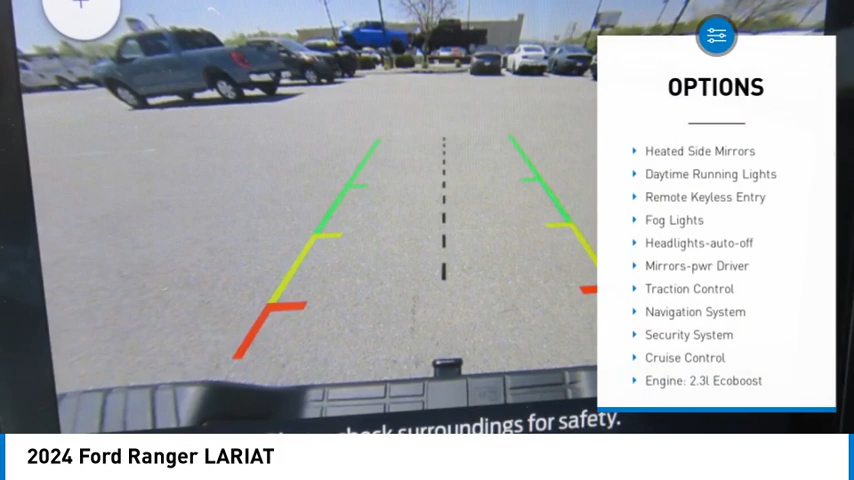 OPTIONS
Heated Side Mirrors
Daytime Running Lights
Remote Keyless Entry
Fog Lights
Headlights-auto-off
Mirrors-pwr Driver
Traction Control
Navigation System
Security System
Cruise Control
Engine: 2.3l Ecoboost
check surroundings for safety.
2024 Ford Ranger LARIAT